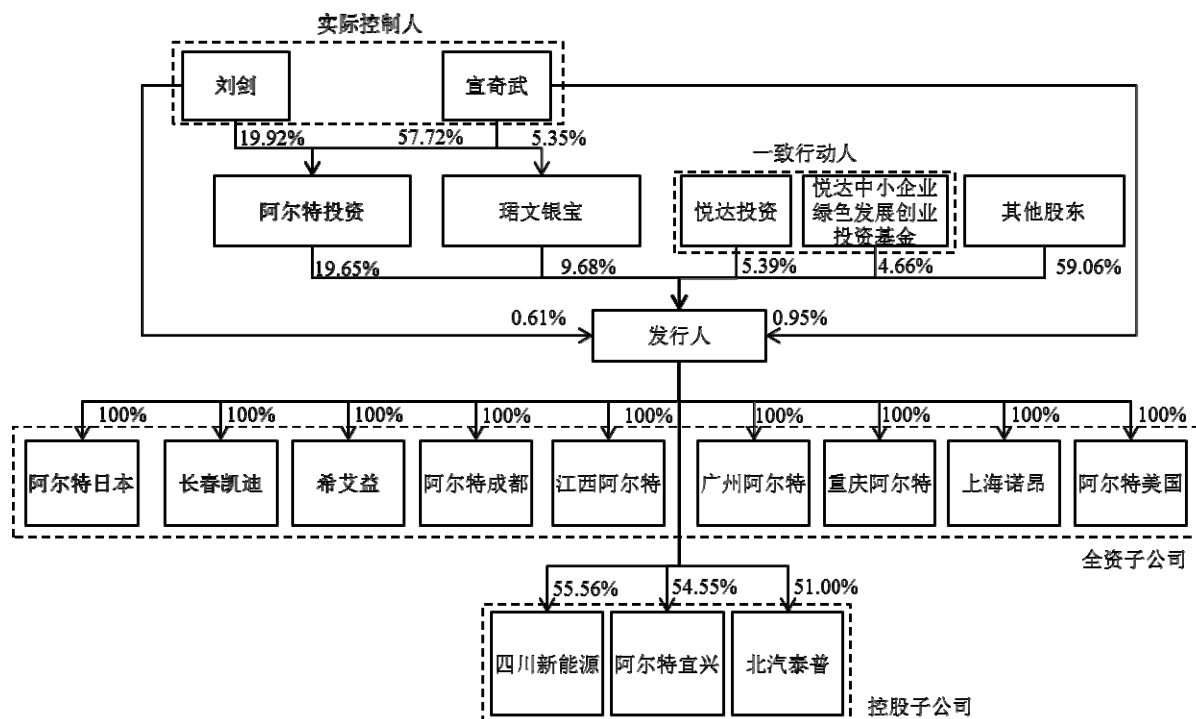 实际控制人
刘剑
宣奇武
19.92%
57.72%
5.35%
一致行动人
阿尔特投资
珺文银宝
悦达投资
悦达中小企业
绿色发展创业
投资基金
其他股东
19.65%
9.68%
5.39%
4.66%
59.06%
0.61%
发行人
0.95%
100%
100%
100%
100%
100%
100%
100%
100%
100%
阿尔特日本
长春凯迪
希艾益
阿尔特成都
江西阿尔特
广州阿尔特
重庆阿尔特
上海诺昂
阿尔特美国
全资子公司
55.56%
54.55%
51.00%
四川新能源
阿尔特宜兴
北汽泰普
控股子公司